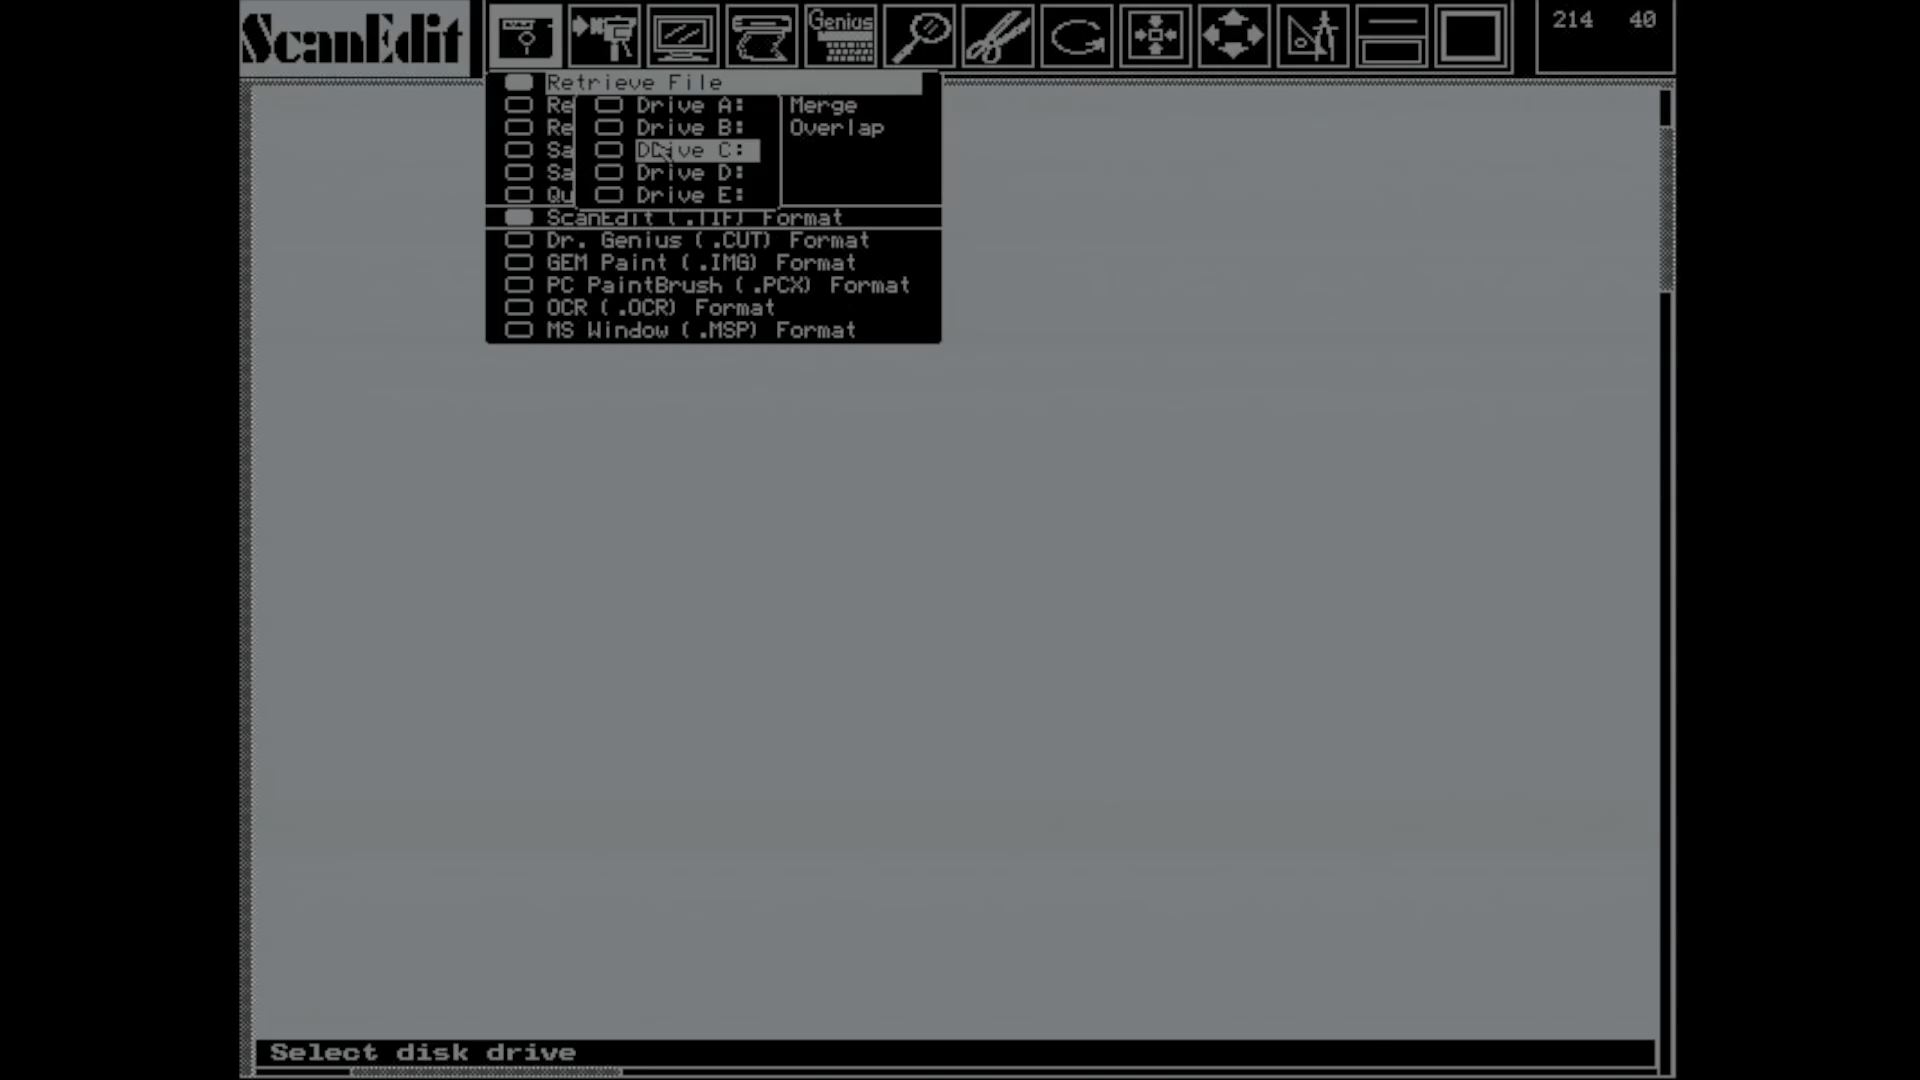 ScanEdit
Genius
214 40
Retrieve File
Re
Drive A:
Merge
Re
Drive B:
Overlap
Sa
Drive C:
Sa
Drive D:
Qu
Drive E:
ScanEdit (.TIF) Format
Dr. Genius (.CUT) Format
GEM Paint (.IMG) Format
PC PaintBrush (.PCX) Format
OCR (.OCR) Format
MS Window (.MSP) Format
Select disk drive